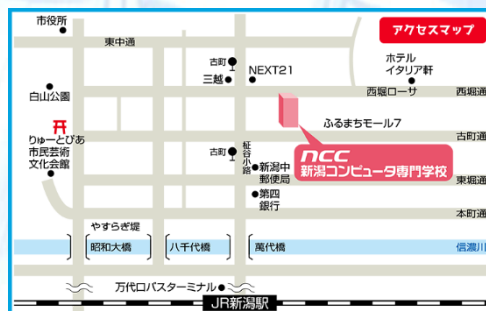 市役所
アクセスマップ
東中通
古町
NEXT21
三越
ホテル
イタリア軒
白山公園
西堀ローサ
西堀通
ふるまちモール7
古町通
りゅーとぴあ
市民芸術
文化会館
古町
柾谷小路
ncc
新潟コンピュータ専門学校
新潟中
郵便局
東堀通
第四
銀行
本町通
やすらぎ堤
昭和大橋
八千代橋
萬代橋
信濃川
万代口バスターミナル
JR新潟駅